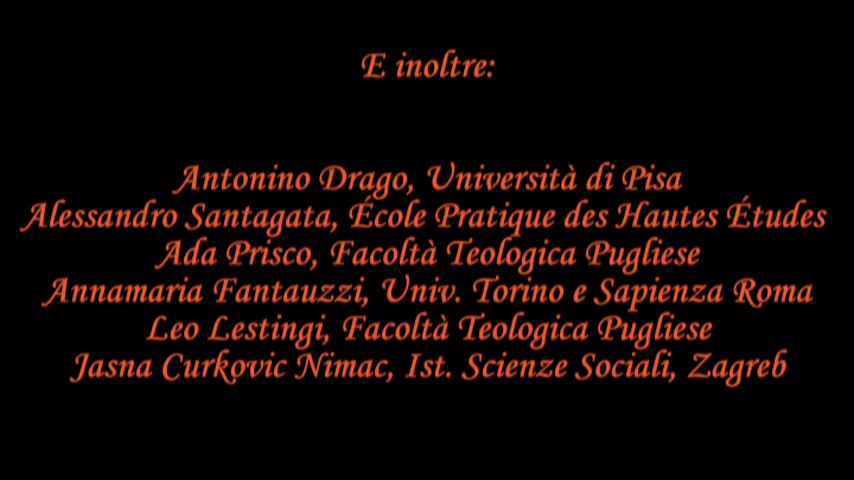 E inoltre:
Antonino Drago, Università di Pisa
Alessandro Santagata, École Pratique des Hautes Études
Ada Prisco, Facoltà Teologica Pugliese
Annamaria Fantauzzi, Univ. Torino e Sapienza Roma
Leo Lestingi, Facoltà Teologica Pugliese
Jasna Curkovic Nimac, Ist. Scienze Sociali, Zagreb